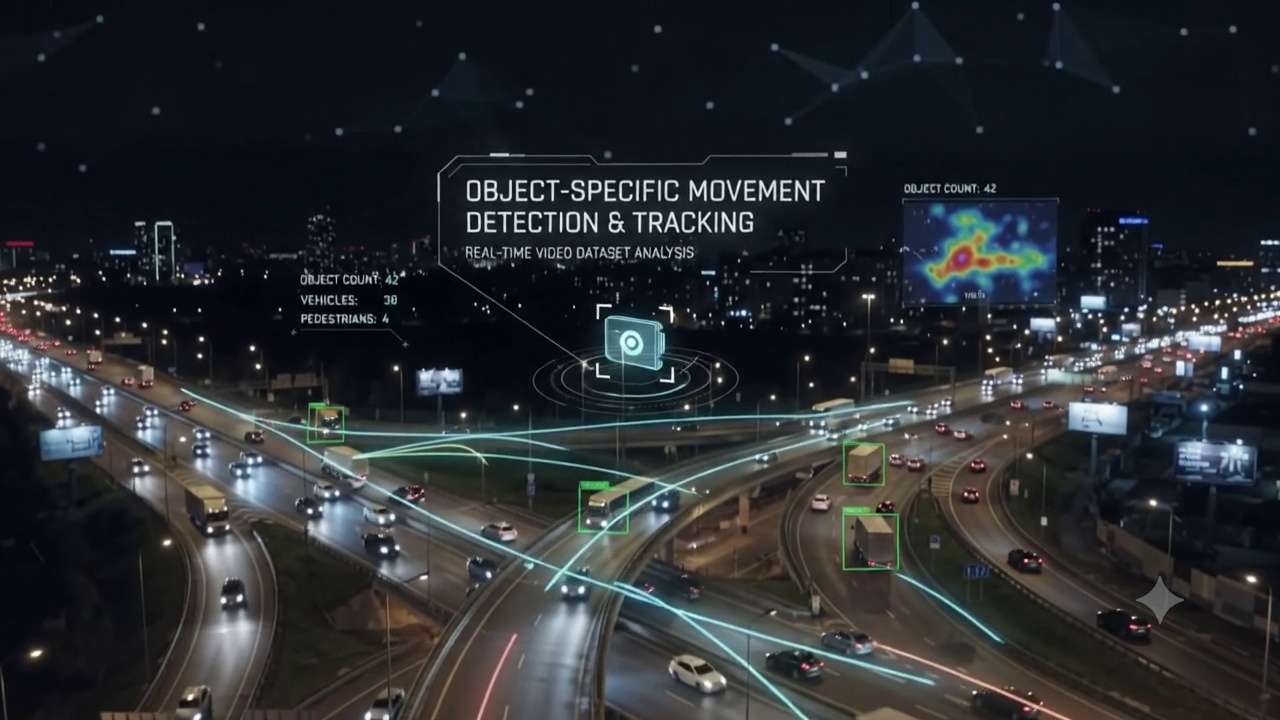 OBJECT-SPECIFIC MOVEMENT
DETECTION & TRACKING
REAL-TIME VIDEO DATASET ANALYSIS
OBJECT COUNT: 42
OBJECT COUNT: 42
VEHICLES: 38
PEDESTRIANS: 4